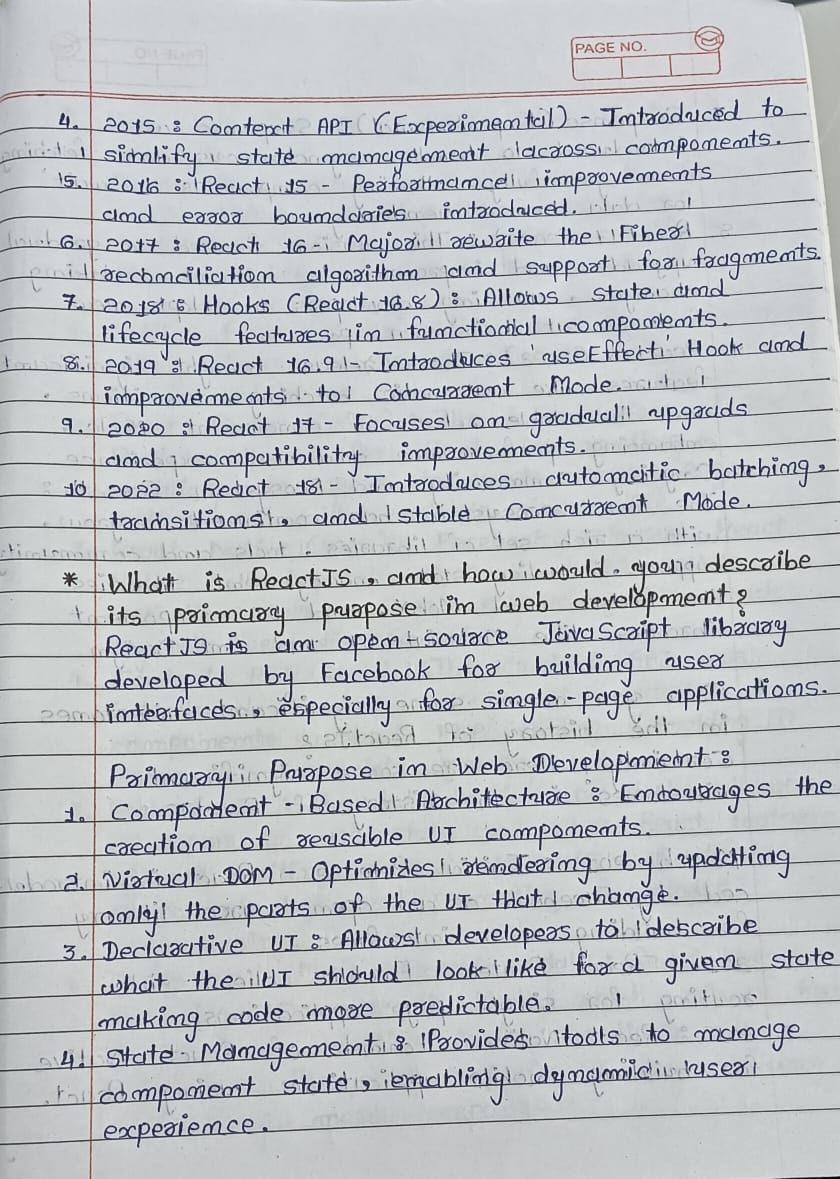 PAGE NO.
4. 2015 : Context API (Experimental) - Introduced to
simlify state management across components.
5. 2016 : React 15 - Performance improvements
and error boundaries introduced.
6. 2017 : React 16 - Major rewrite the Fiber
reconciliation algorithm and support for fragments.
7. 2018 : Hooks (React 16.8) : Allows state and
lifecycle features in functional components.
8. 2019 : React 16.9 - Introduces 'useEffect' Hook and
improvements to Concurrent Mode.
9. 2020 : React 17 - Focuses on gradual upgrads
and compatibility improvements.
10 2022 : React 18 - Introduces automatic batching,
transitions, and stable Concurrent Mode.
* What is ReactJS, and how would you describe
its primary purpose in web development?
ReactJS is an open-source JavaScript library
developed by Facebook for building user
interfaces, especially for single-page applications.
Primary Purpose in Web Development :
1. Component - Based Architecture : Encourages the
creation of reusable UI components.
2. Virtual DOM - Optimizes rendering by updating
only the parts of the UI that change.
3. Declarative UI : Allows developers to describe
what the UI should look like for a given state
making code more predictable.
4. State Management : Provides tools to manage
component state, enabling dynamic user
experience.